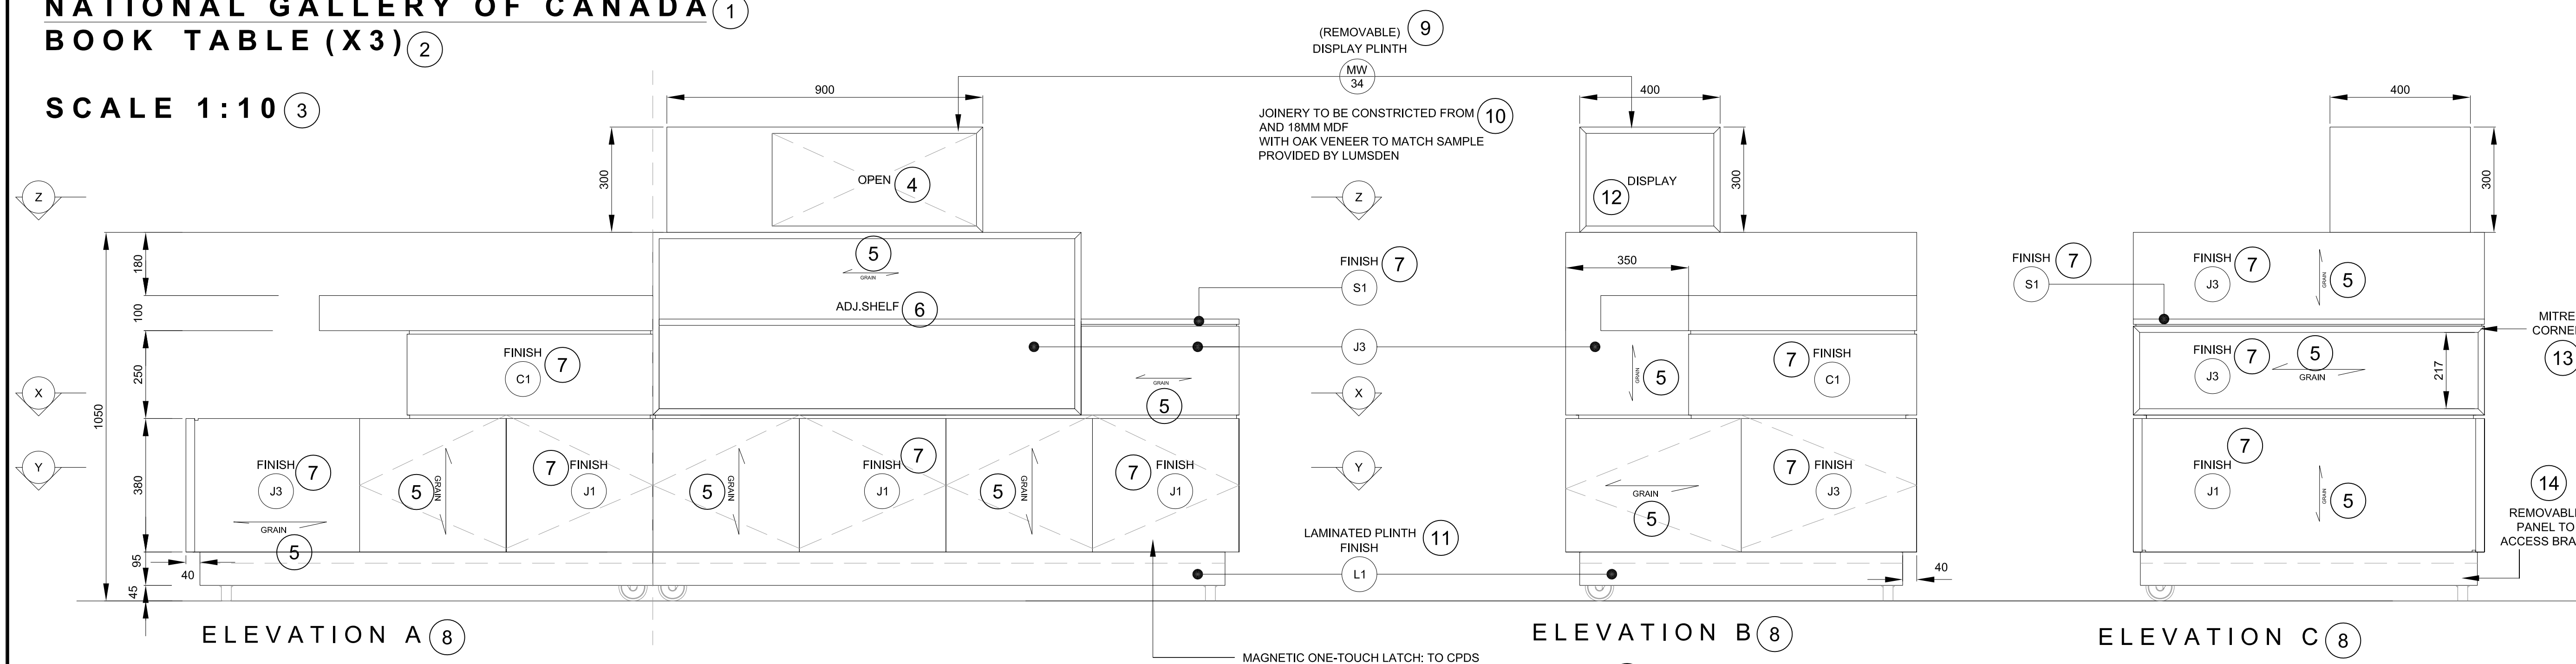 NATIONAL GALLERY OF CANADA 1
BOOK TABLE (X3) 2
SCALE 1:10 3
(REMOVABLE) 9
DISPLAY PLINTH
MW
34
JOINERY TO BE CONSTRICTED FROM 10
AND 18MM MDF
WITH OAK VENEER TO MATCH SAMPLE
PROVIDED BY LUMSDEN
900
300
OPEN 4
Z
1050
180
100
250
380
95
45
40
X
Y
5
GRAIN
ADJ.SHELF 6
FINISH 7
C1
GRAIN
5
FINISH 7
J3
GRAIN
5
5
GRAIN
7 FINISH
J1
5
GRAIN
FINISH 7
J1
5
GRAIN
7 FINISH
J1
ELEVATION A 8
Z
FINISH 7
S1
J3
X
Y
LAMINATED PLINTH 11
FINISH
L1
MAGNETIC ONE-TOUCH LATCH: TO CPDS
400
300
12 DISPLAY
350
GRAIN
5
7 FINISH
C1
GRAIN
5
7 FINISH
J3
40
ELEVATION B 8
400
300
FINISH 7
S1
FINISH 7
J3
GRAIN
5
FINISH 7
J3
5
GRAIN
217
7
FINISH
J1
GRAIN
5
13
14
PANEL TO
ACCESS
ELEVATION C 8